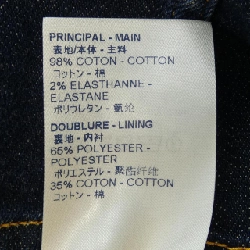 PRINCIPAL - MAIN
表地/本体 - 主料
98% COTON - COTTON
コットン - 棉
2% ELASTHANNE -
ELASTANE
ポリウレタン - 氨纶
DOUBLURE - LINING
裏地 - 内衬
65% POLYESTER -
POLYESTER
ポリエステル - 聚酯纤维
35% COTON - COTTON
コットン - 棉